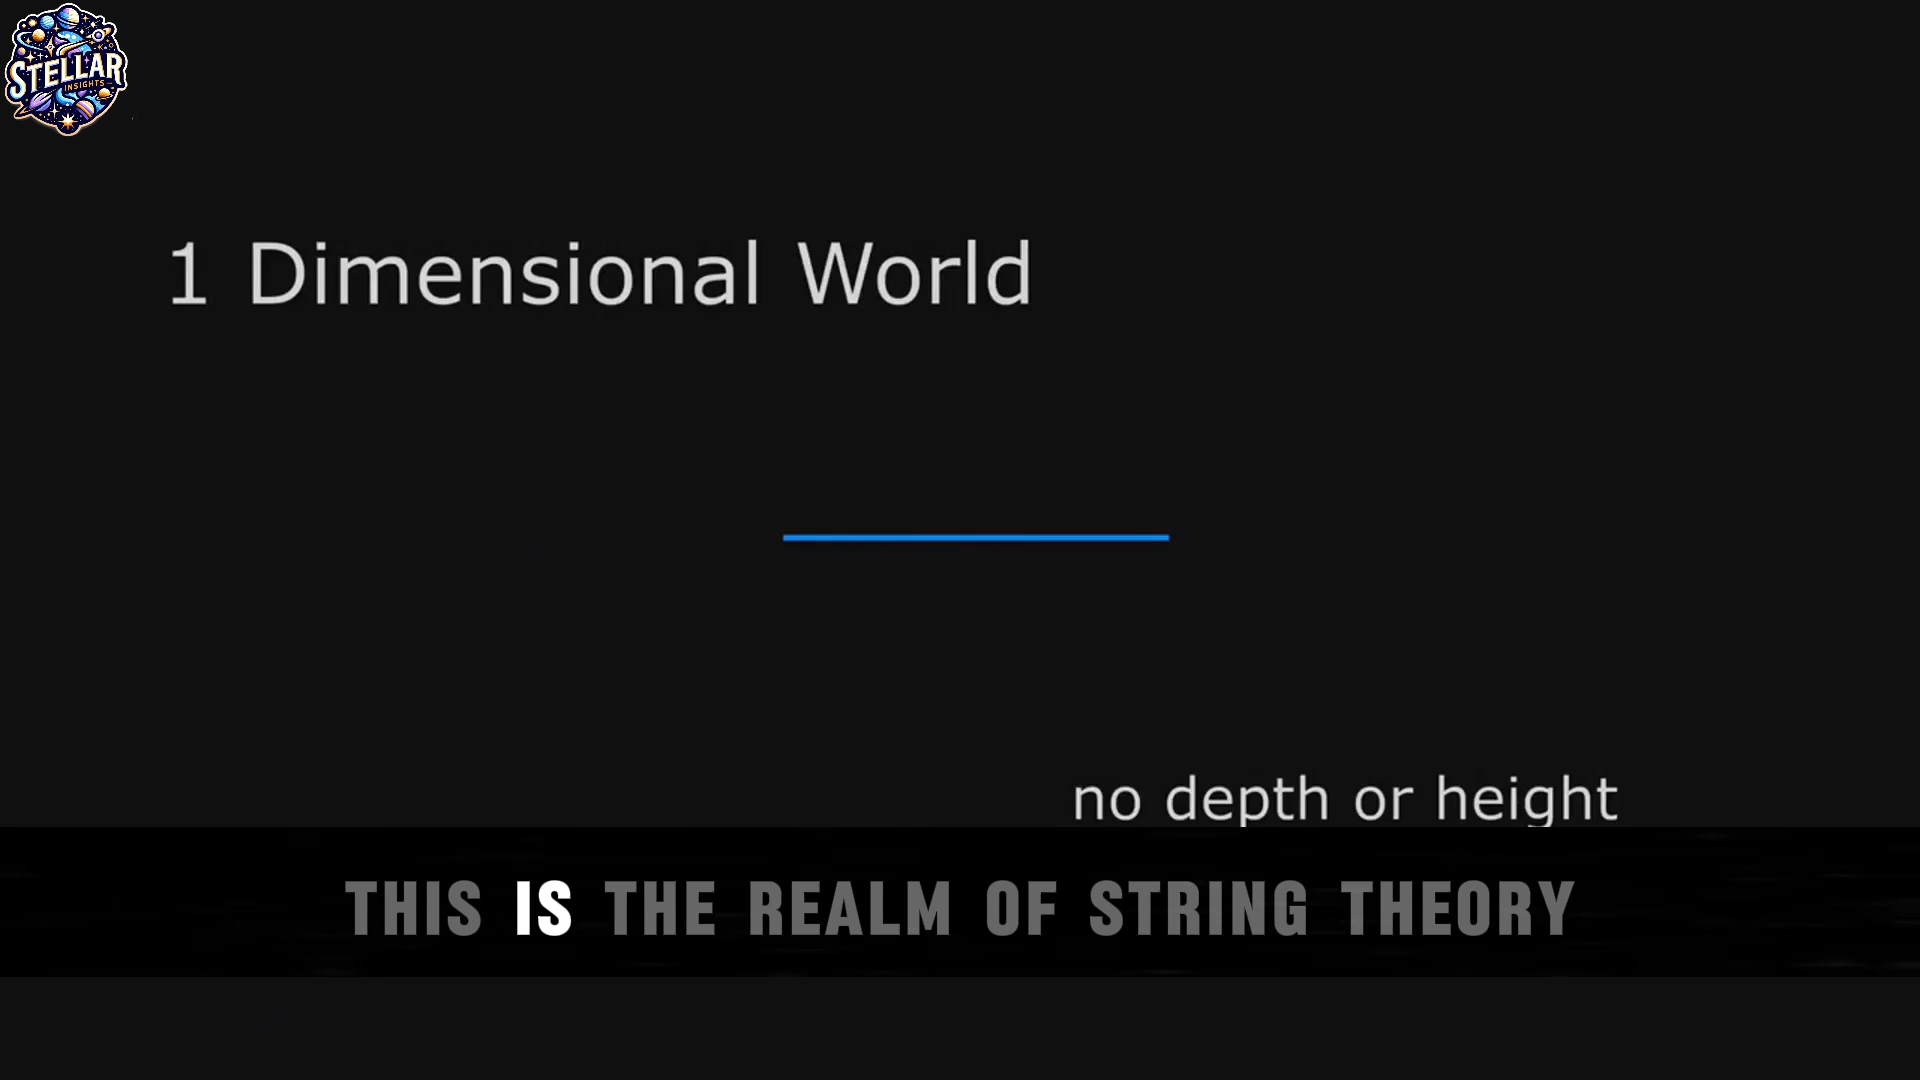 STELLAR
INSIGHTS
1 Dimensional World
no depth or height
THIS IS THE REALM OF STRING THEORY